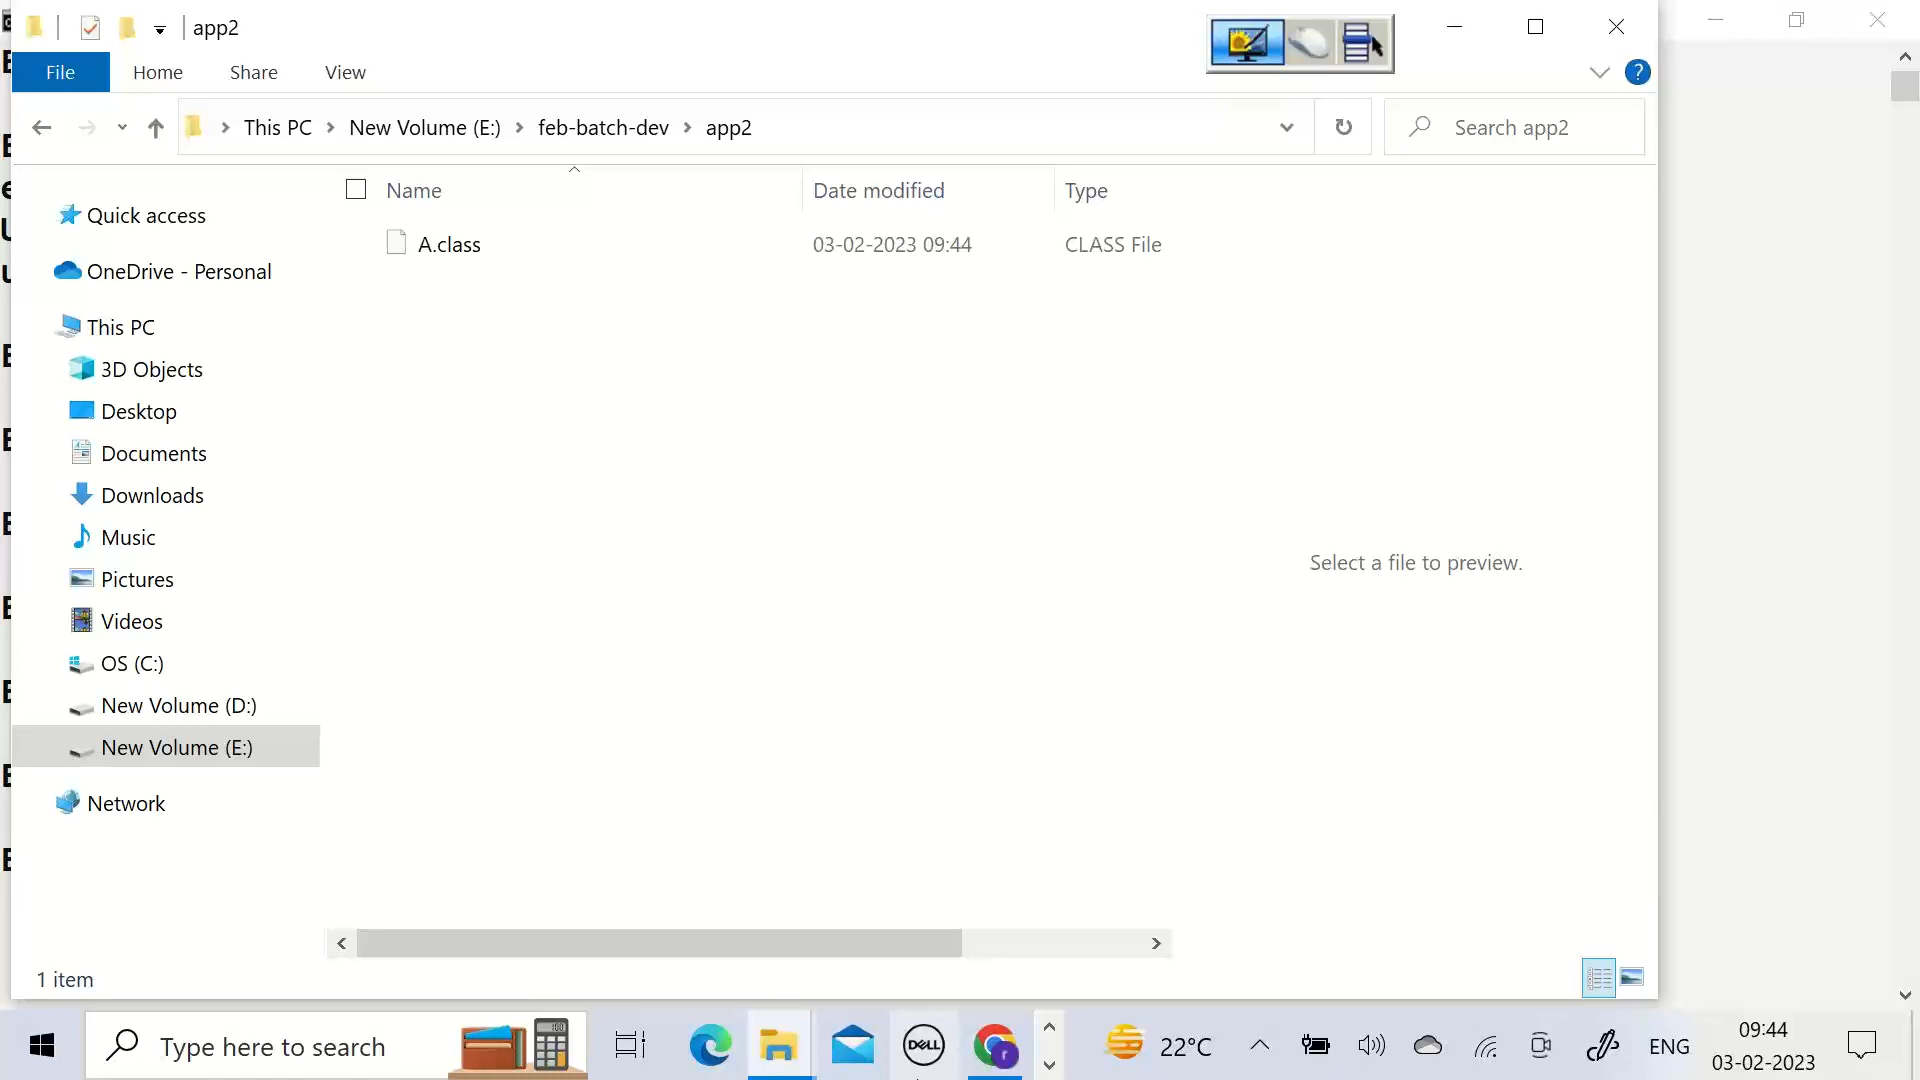 app2
File Home Share View
?
This PC New Volume (E:) feb-batch-dev app2 Search app2
Name Date modified Type
A.class 03-02-2023 09:44 CLASS File
Quick access
OneDrive - Personal
This PC
3D Objects
Desktop
Documents
Downloads
Music
Pictures
Videos
OS (C:)
New Volume (D:)
New Volume (E:)
Network
Select a file to preview.
1 item
Type here to search
DELL
r
22°C
ENG
09:44
03-02-2023